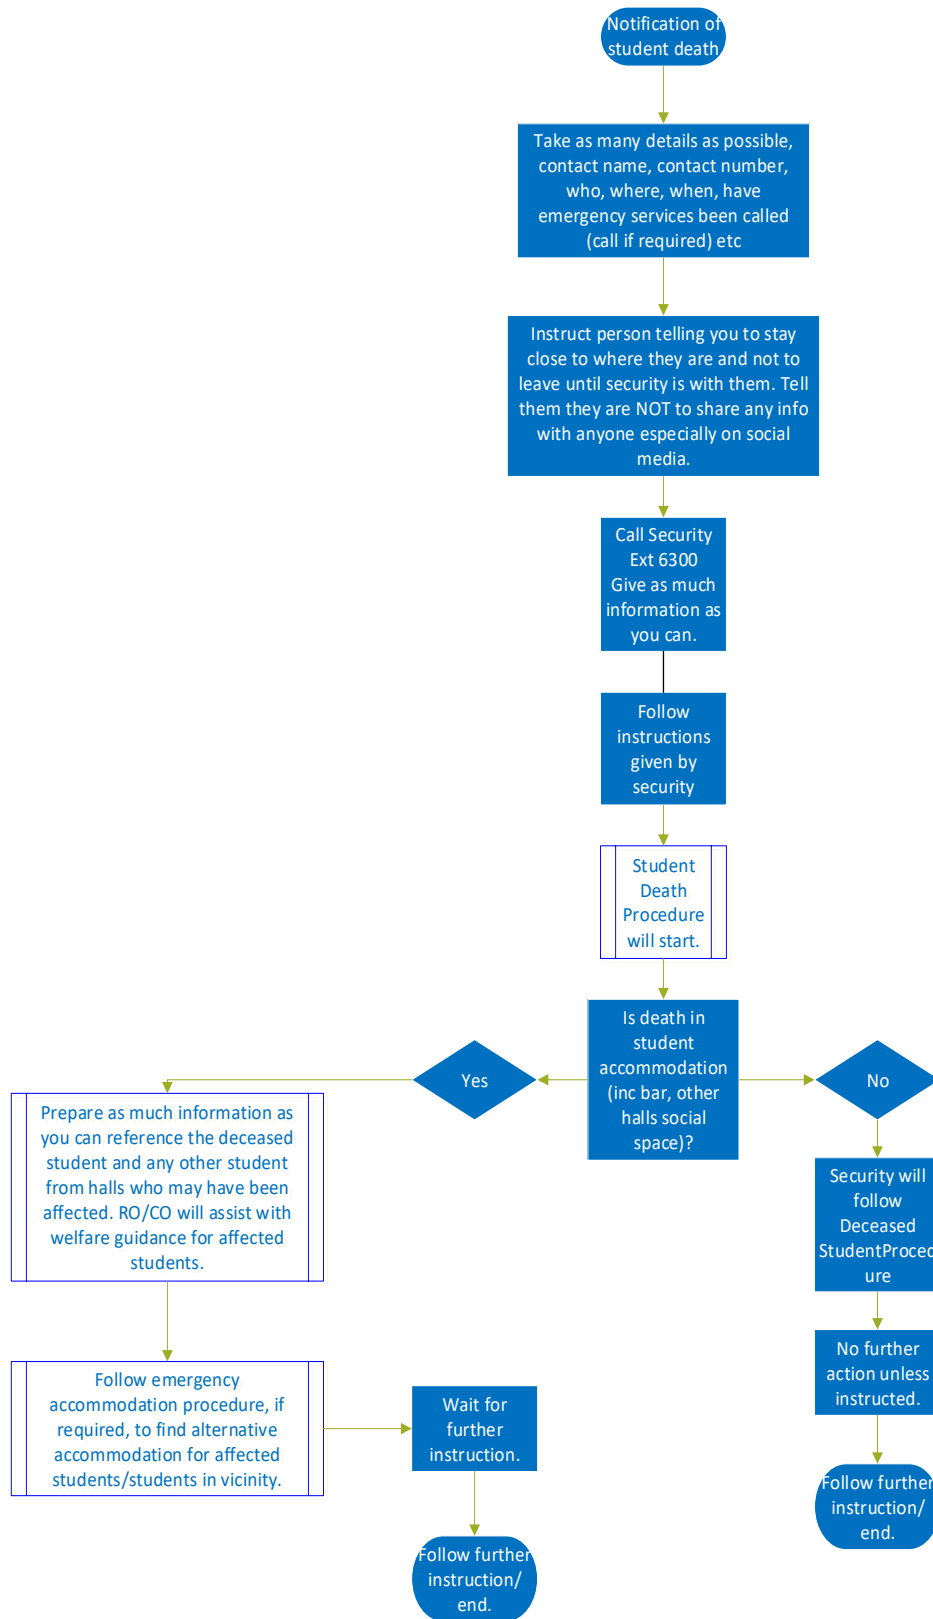 Notification of
student death
Take as many details as possible,
contact name, contact number,
who, where, when, have
emergency services been called
(call if required) etc
Instruct person telling you to stay
close to where they are and not to
leave until security is with them. Tell
them they are NOT to share any info
with anyone especially on social
media.
Call Security
Ext 6300
Give as much
information as
you can.
Follow
instructions
given by
security
Student
Death
Procedure
will start.
Is death in
student
accommodation
(inc bar, other
halls social
space)?
Yes
No
Prepare as much information as
you can reference the deceased
student and any other student
from halls who may have been
affected. RO/CO will assist with
welfare guidance for affected
students.
Security will
follow
Deceased
StudentProced
ure
No further
action unless
instructed.
Follow emergency
accommodation procedure, if
required, to find alternative
accommodation for affected
students/students in vicinity.
Wait for
further
instruction.
Follow further
instruction/
end.
Follow further
instruction/
end.